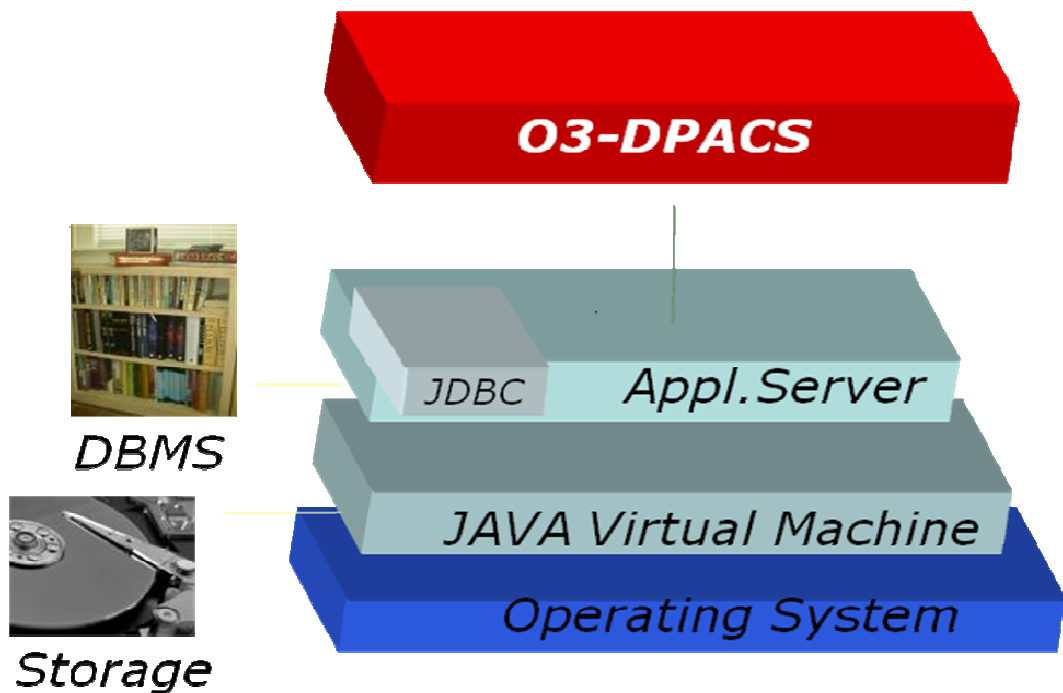 O3-DPACS
JDBC
Appl.Server
DBMS
JAVA Virtual Machine
Operating System
Storage